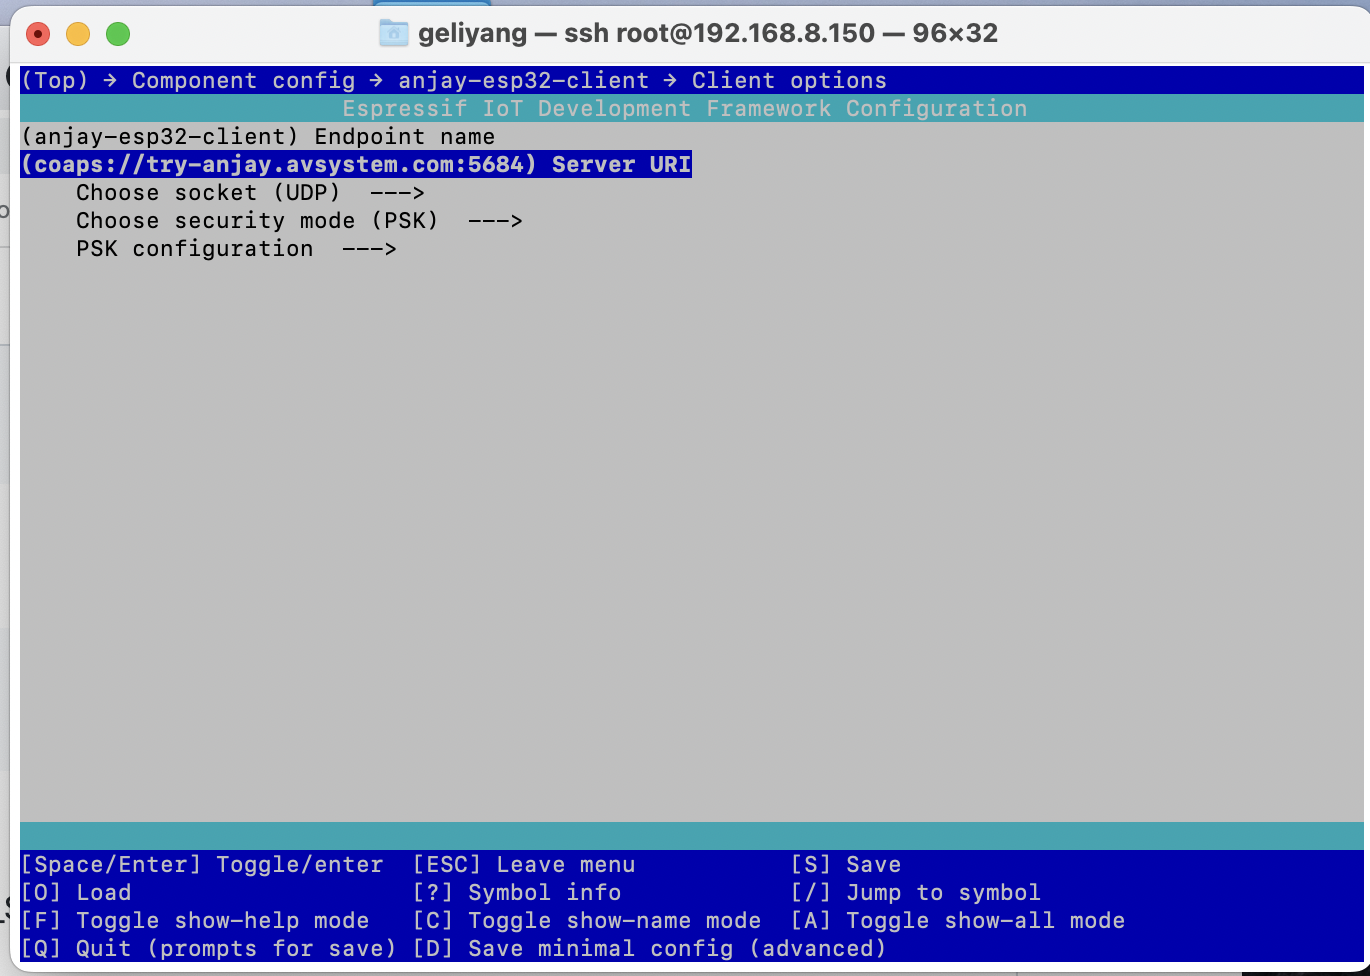 geliyang — ssh root@192.168.8.150 — 96×32
(Top) → Component config → anjay-esp32-client → Client options
Espressif IoT Development Framework Configuration
(anjay-esp32-client) Endpoint name
(coaps://try-anjay.avsystem.com:5684) Server URI
Choose socket (UDP)  --->
Choose security mode (PSK)  --->
PSK configuration  --->
[Space/Enter] Toggle/enter  [ESC] Leave menu           [S] Save
[O] Load                    [?] Symbol info            [/] Jump to symbol
[F] Toggle show-help mode   [C] Toggle show-name mode  [A] Toggle show-all mode
[Q] Quit (prompts for save) [D] Save minimal config (advanced)